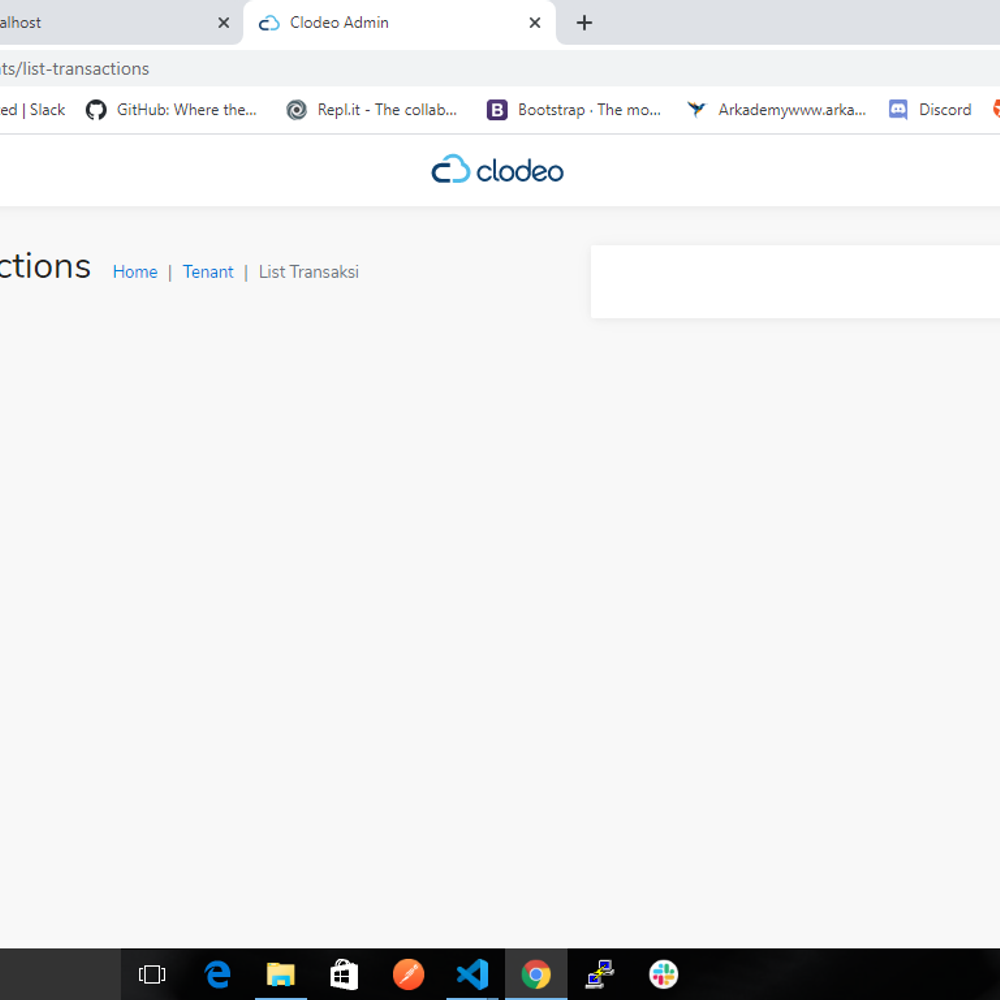 alhost Clodeo Admin
ts/list-transactions
ed | Slack GitHub: Where the... Repl.it - The collab... Bootstrap · The mo... Arkademywww.arka... Discord
clodeo
ctions Home | Tenant | List Transaksi